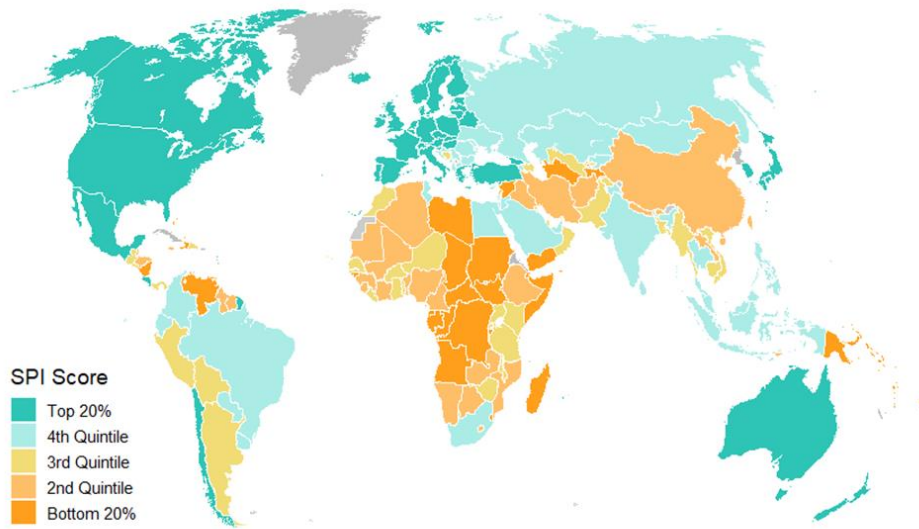 SPI Score
Top 20%
4th Quintile
3rd Quintile
2nd Quintile
Bottom 20%